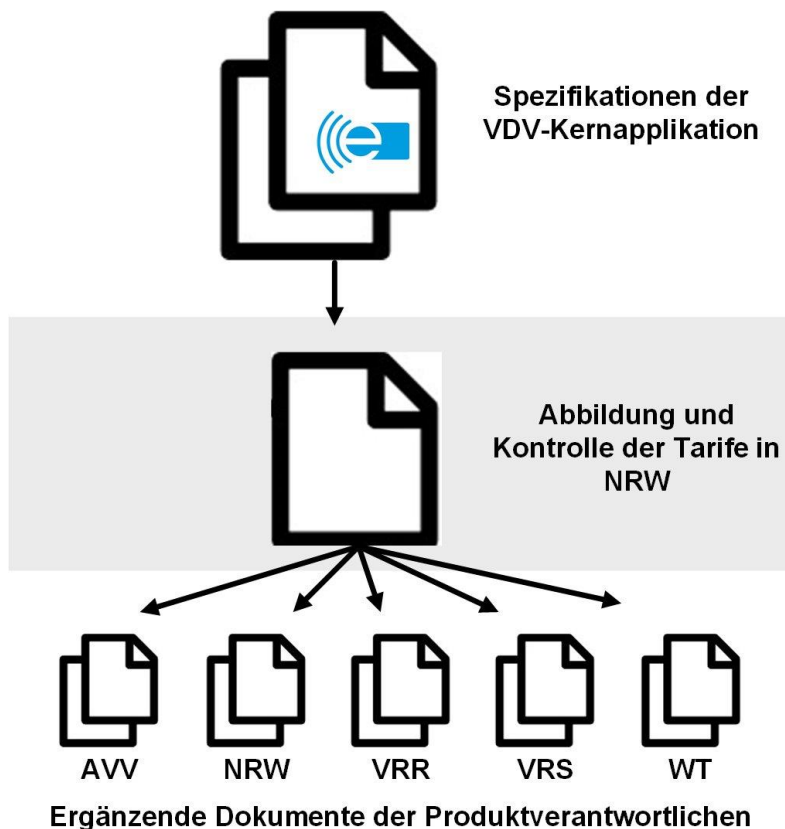 Spezifikationen der
VDV-Kernapplikation
e
Abbildung und
Kontrolle der Tarife in
NRW
AVV NRW VRR VRS WT
Ergänzende Dokumente der Produktverantwortlichen